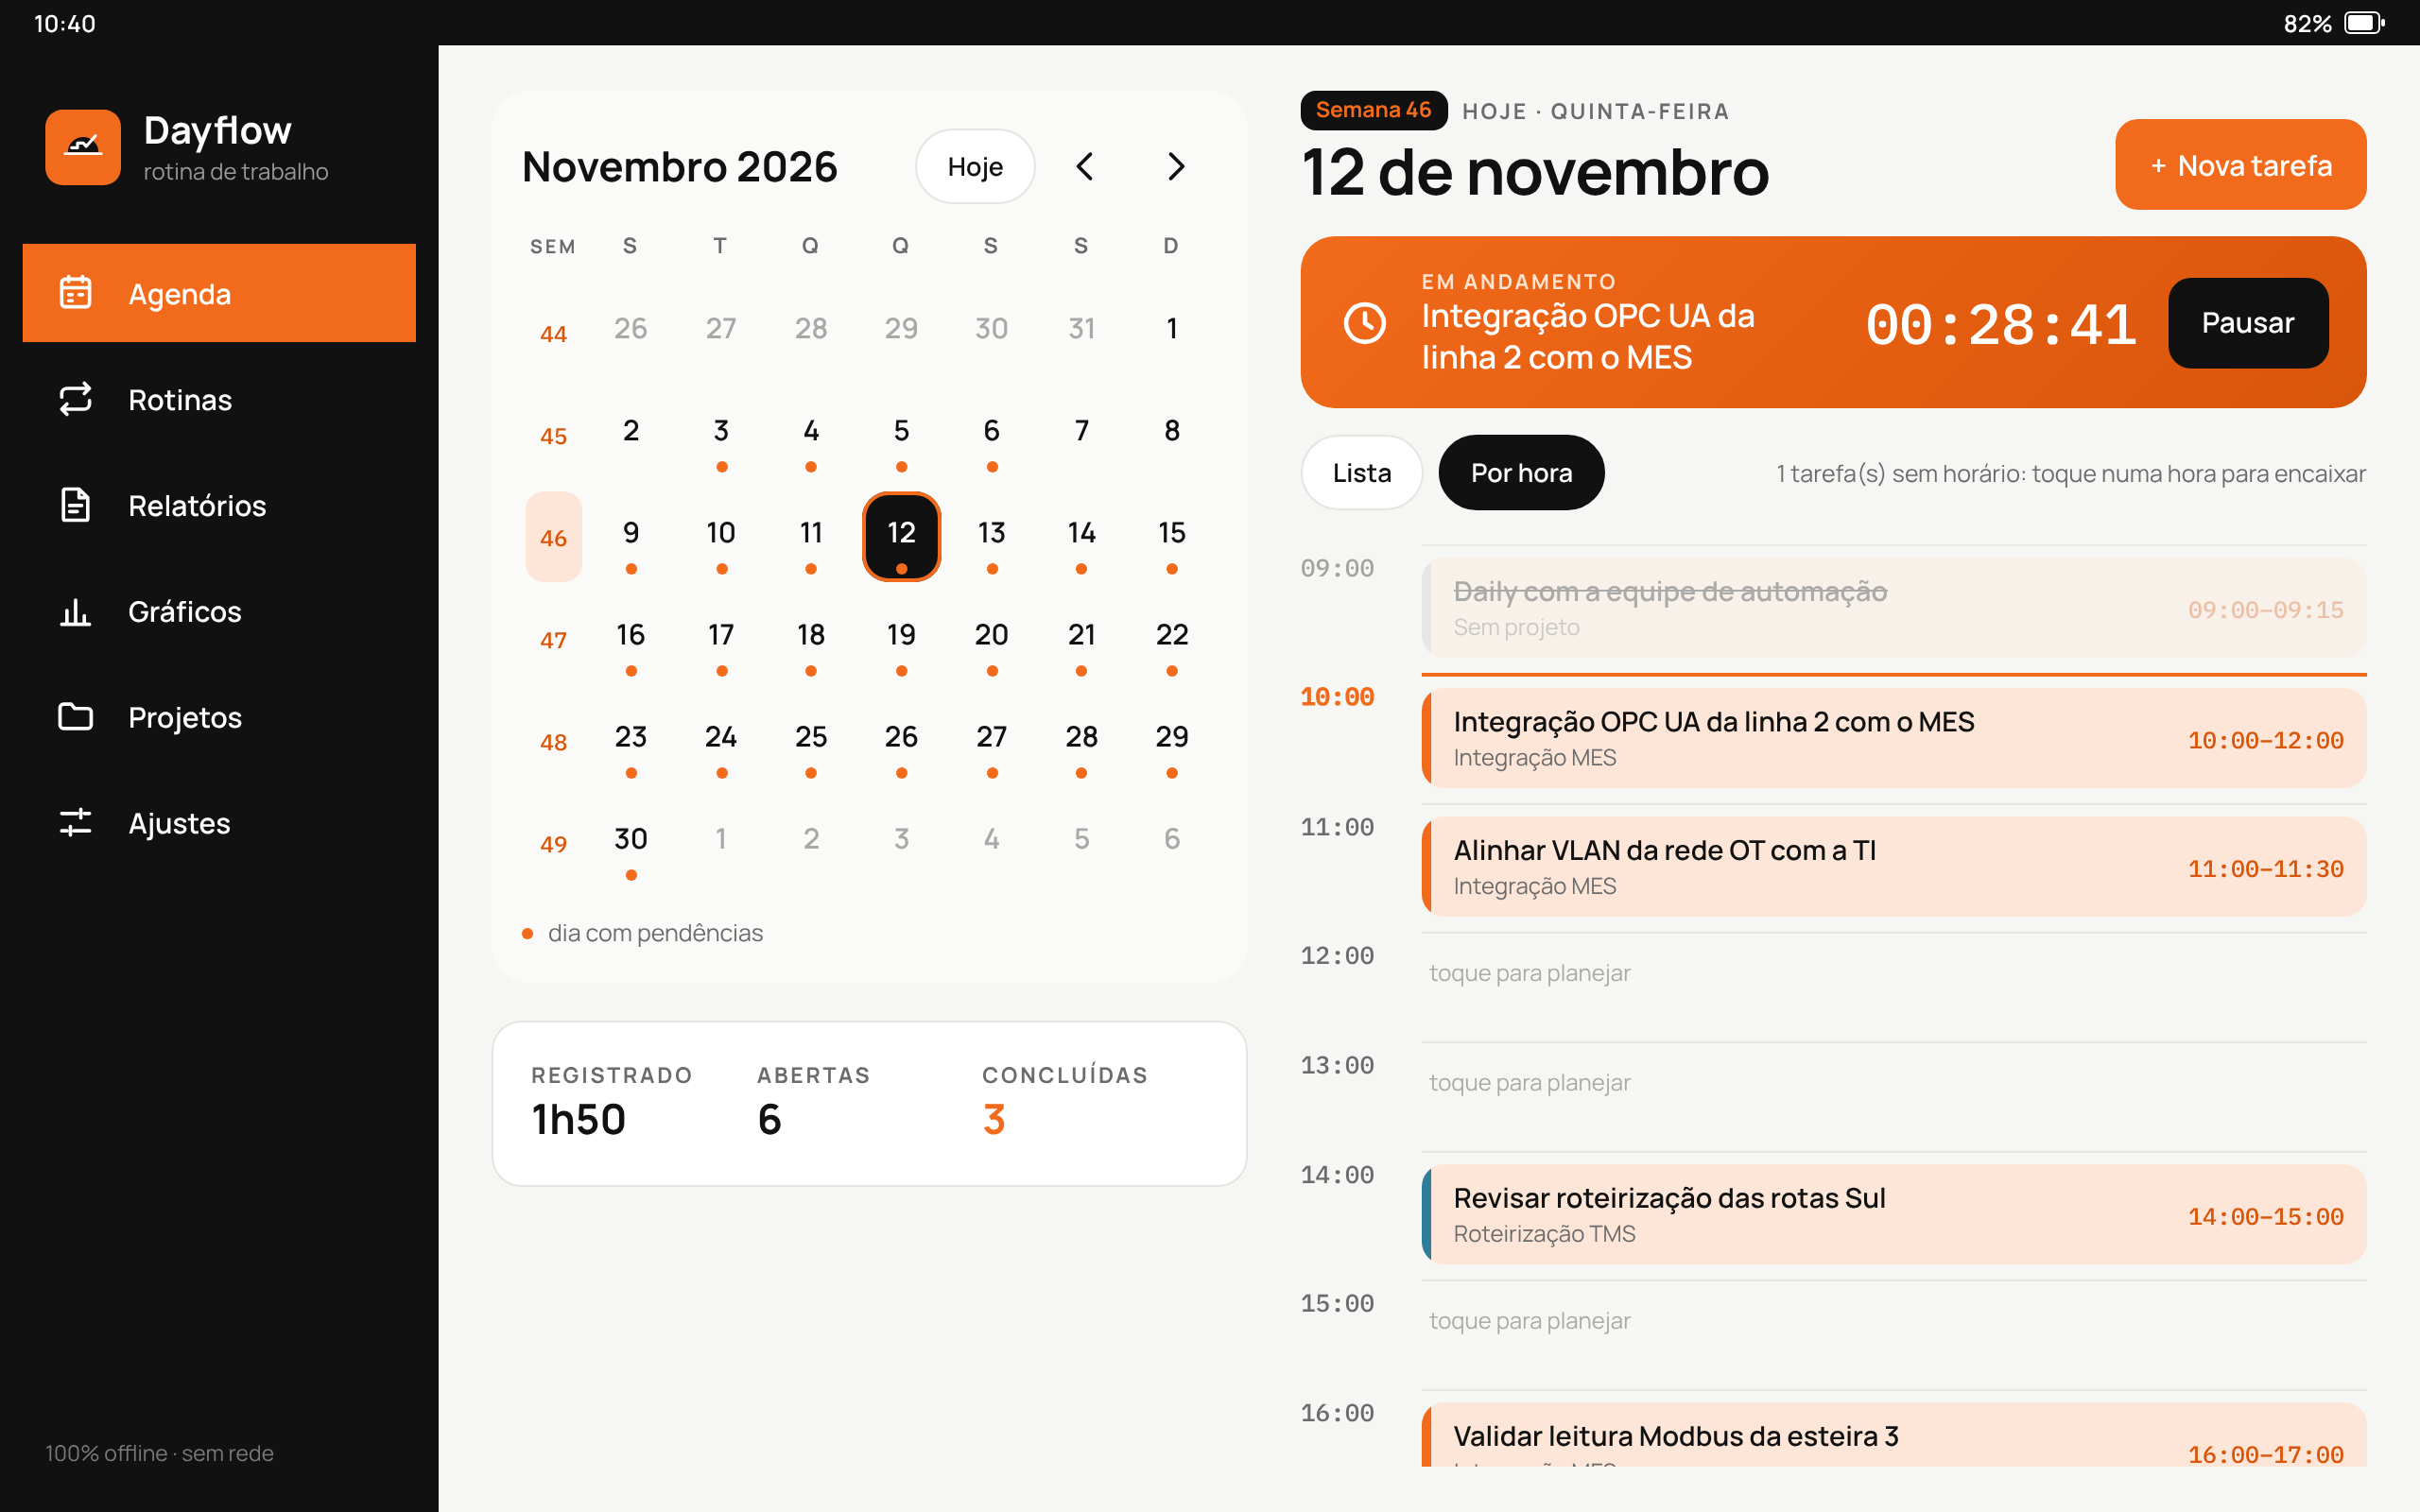 10:40
82%
Dayflow
rotina de trabalho
Agenda
Rotinas
Relatórios
Gráficos
Projetos
Ajustes
100% offline · sem rede
Novembro 2026
Hoje
SEM S T Q Q S S D
44 26 27 28 29 30 31 1
45 2 3 4 5 6 7 8
46 9 10 11 12 13 14 15
47 16 17 18 19 20 21 22
48 23 24 25 26 27 28 29
49 30 1 2 3 4 5 6
dia com pendências
REGISTRADO ABERTAS CONCLUÍDAS
1h50 6 3
Semana 46 HOJE · QUINTA-FEIRA
12 de novembro
+ Nova tarefa
EM ANDAMENTO
Integração OPC UA da
linha 2 com o MES
00:28:41
Pausar
Lista
Por hora
1 tarefa(s) sem horário: toque numa hora para encaixar
09:00
Daily com a equipe de automação
Sem projeto
09:00–09:15
10:00
Integração OPC UA da linha 2 com o MES
Integração MES
10:00–12:00
11:00
Alinhar VLAN da rede OT com a TI
Integração MES
11:00–11:30
12:00
toque para planejar
13:00
toque para planejar
14:00
Revisar roteirização das rotas Sul
Roteirização TMS
14:00–15:00
15:00
toque para planejar
16:00
Validar leitura Modbus da esteira 3
16:00–17:00